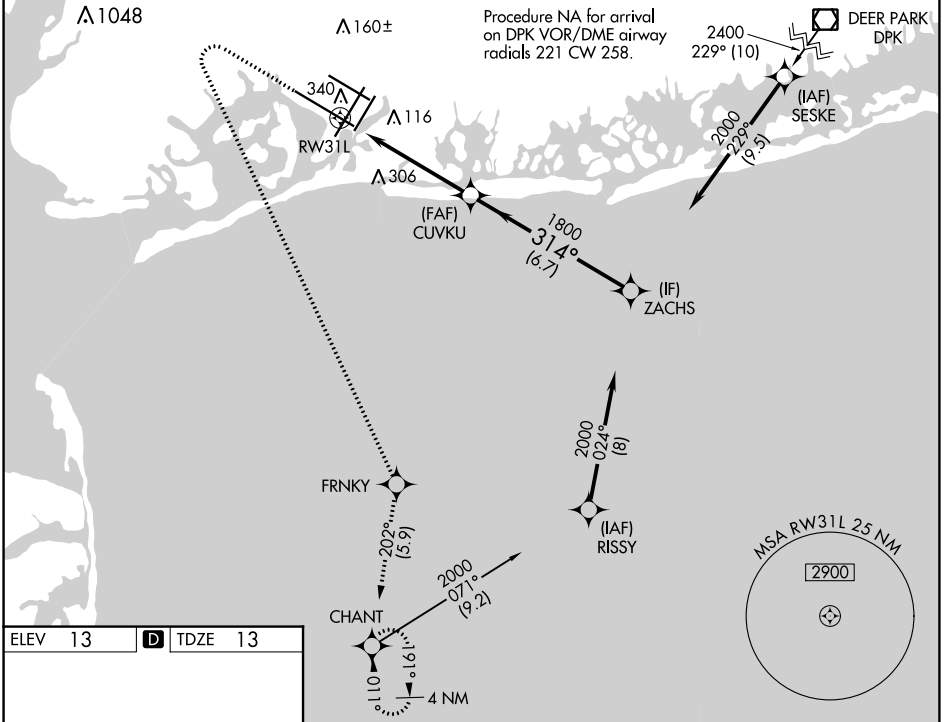 1048
160±
Procedure NA for arrival
on DPK VOR/DME airway
radials 221 CW 258.
DEER PARK
DPK
2400
229° (10)
(IAF)
SESKE
340
116
RW31L
2000
229°
(9.5)
306
(FAF)
CUVKU
1800
314°
(6.7)
(IF)
ZACHS
2000
024°
(8)
FRNKY
(IAF)
RISSY
202°
(5.9)
2000
071°
(9.2)
CHANT
191°
011°
4 NM
MSA RW31L 25 NM
2900
ELEV 13 D TDZE 13